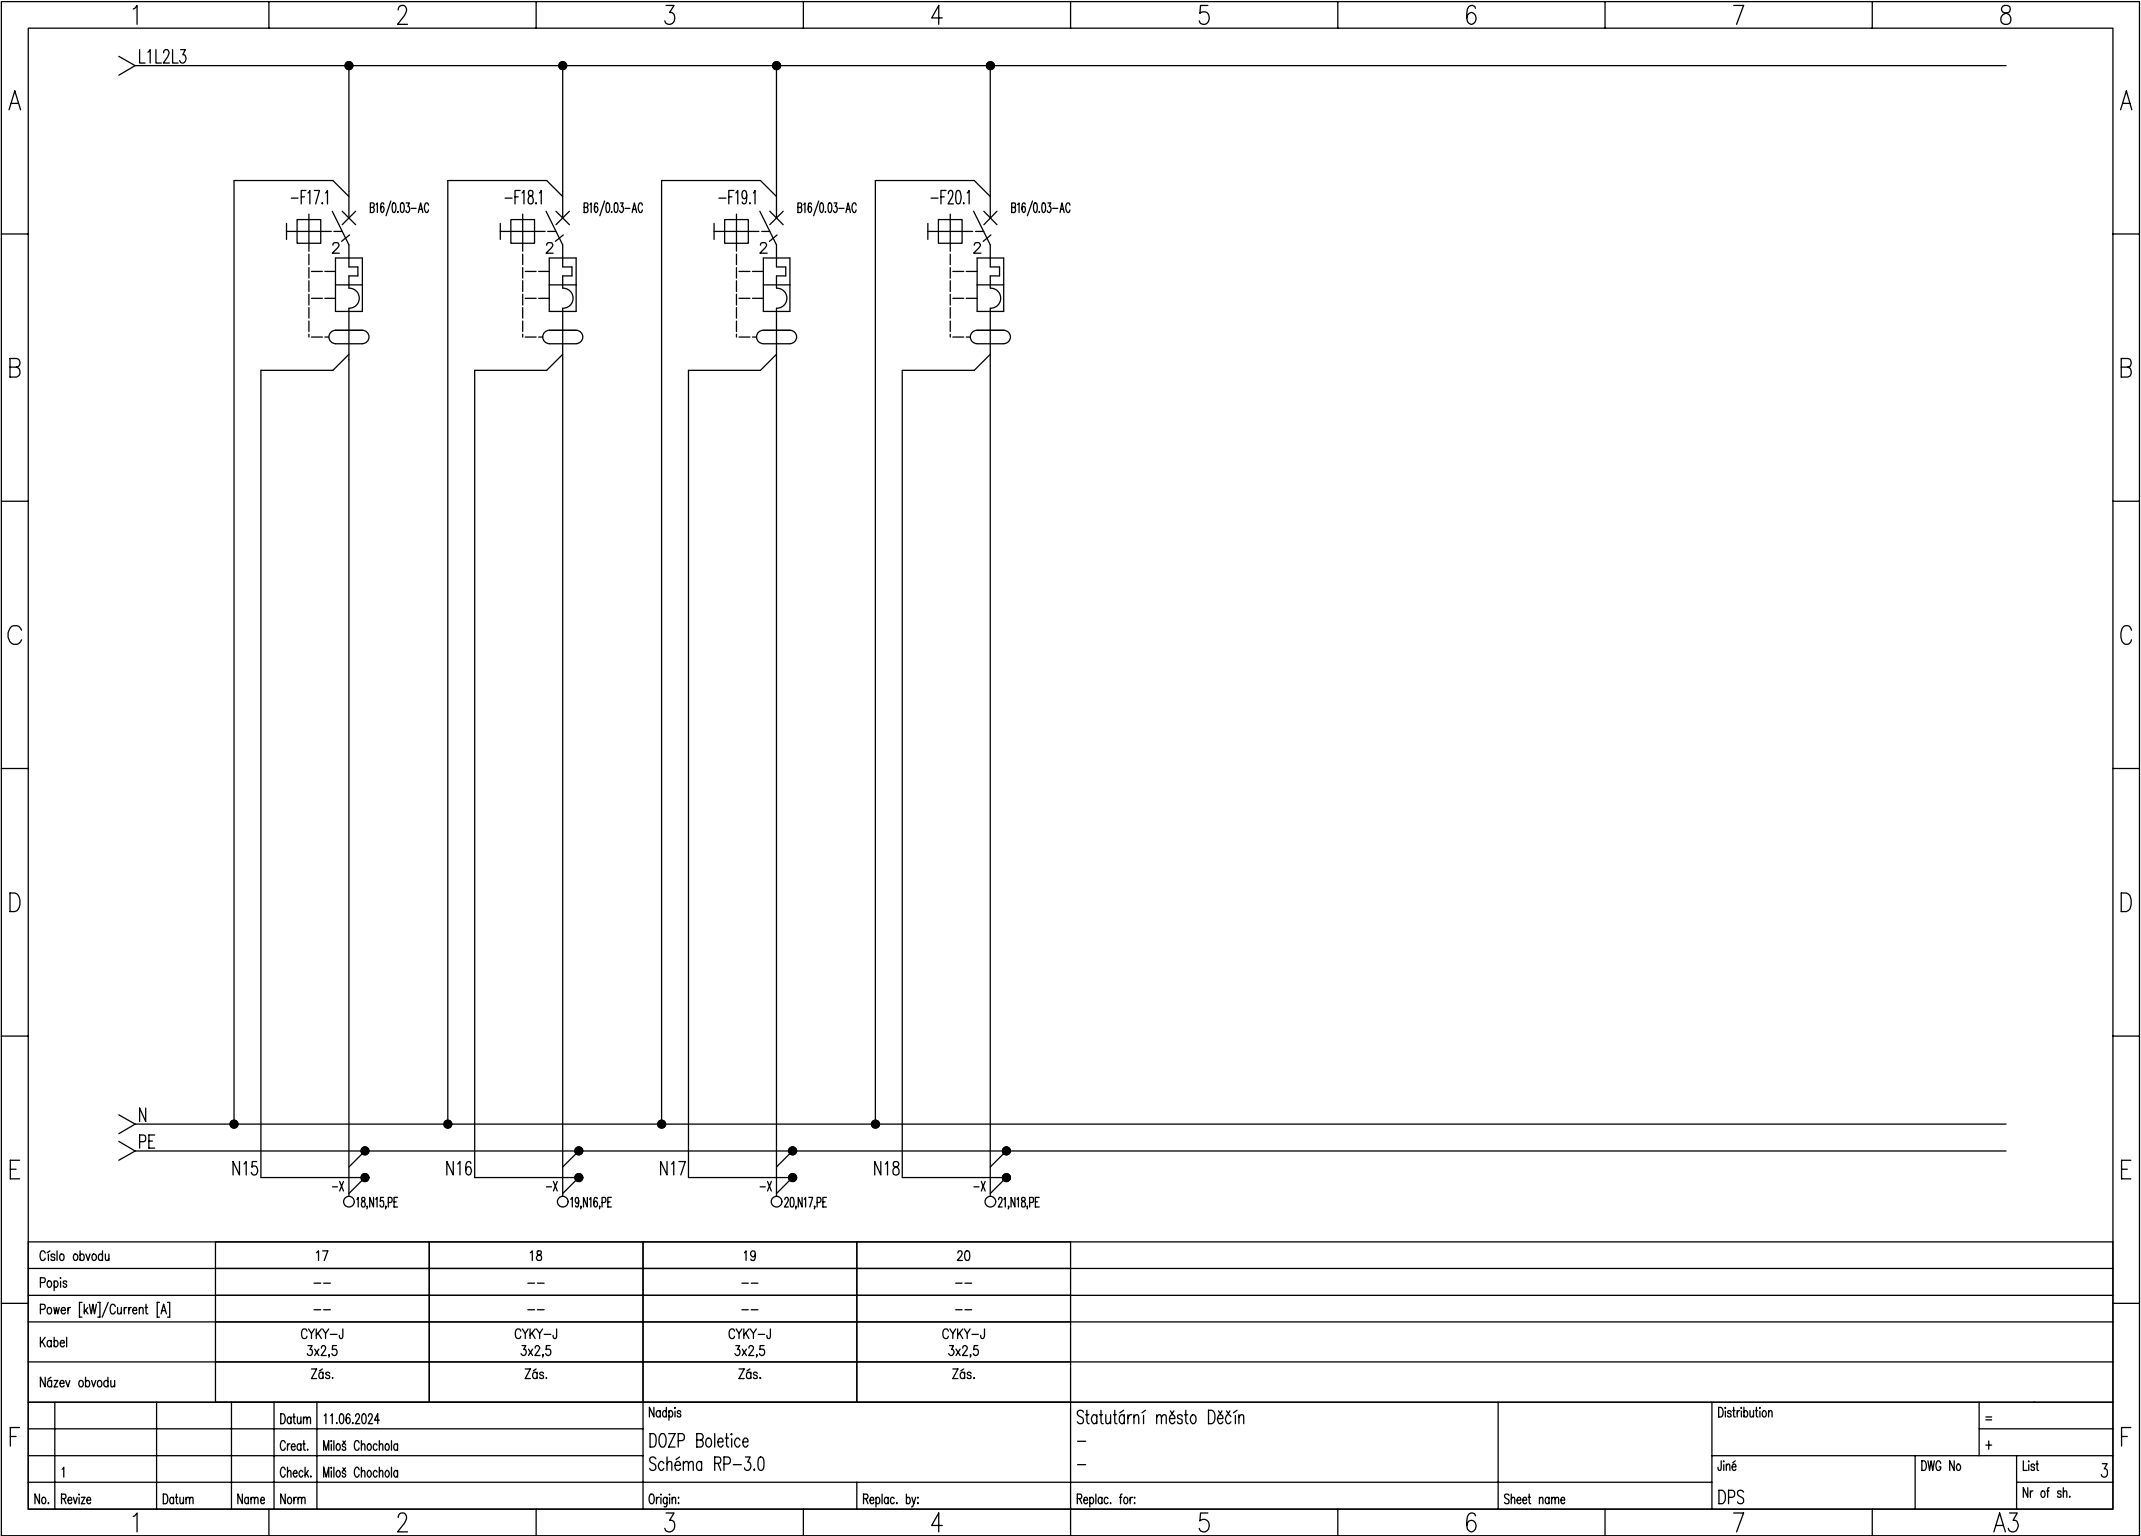 1 2 3 4 5 6 7 8
L1L2L3
A A
-F17.1 B16/0.03-AC -F18.1 B16/0.03-AC -F19.1 B16/0.03-AC -F20.1 B16/0.03-AC
2 2 2 2
B B
C C
D D
N
PE
E N15 N16 N17 N18 E
-X -X -X -X
18,N15,PE 19,N16,PE 20,N17,PE 21,N18,PE
Císlo obvodu 17 18 19 20
Popis -- -- -- --
Power [kW]/Current [A] -- -- -- --
Kabel CYKY-J CYKY-J CYKY-J CYKY-J
3x2,5 3x2,5 3x2,5 3x2,5
Název obvodu Zás. Zás. Zás. Zás.
Datum 11.06.2024 Nadpis Statutární město Děčín Distribution =
F Creat. Miloš Chochola DOZP Boletice - + F
1 Check. Miloš Chochola Schéma RP-3.0 - Jiné DWG No List 3
No. Revize Datum Name Norm Origin: Replac. by: Replac. for: Sheet name DPS Nr of sh.
1 2 3 4 5 6 7 A3